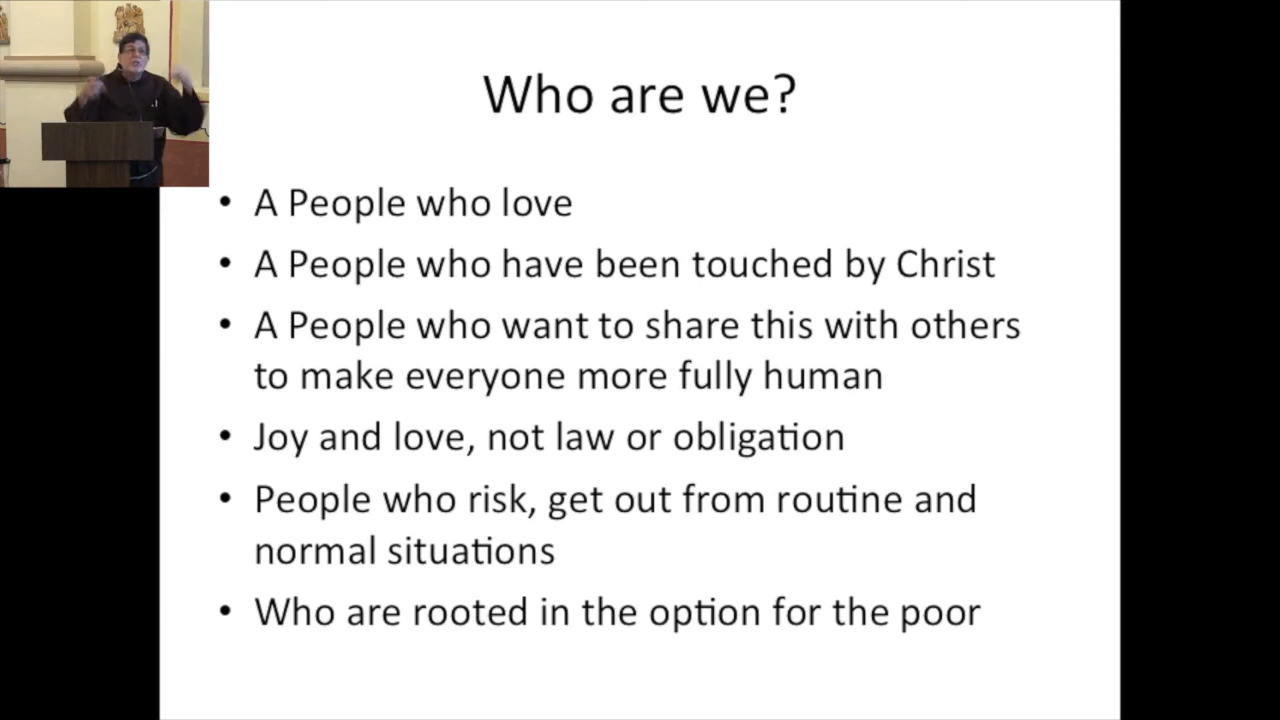 Who are we?
• A People who love
• A People who have been touched by Christ
• A People who want to share this with others
to make everyone more fully human
• Joy and love, not law or obligation
• People who risk, get out from routine and
normal situations
• Who are rooted in the option for the poor